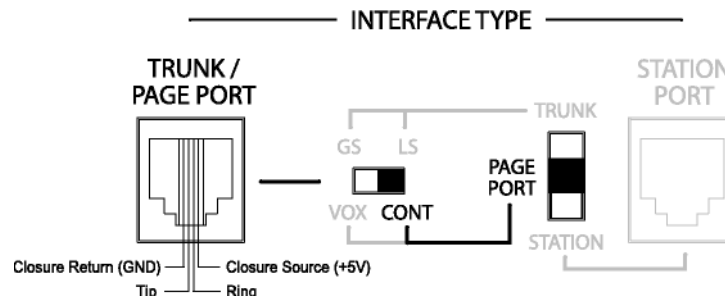 INTERFACE TYPE
TRUNK /
PAGE PORT
STATION
PORT
TRUNK
GS LS
PAGE
PORT
VOX CONT
STATION
Closure Return (GND) Closure Source (+5V)
Tip Ring